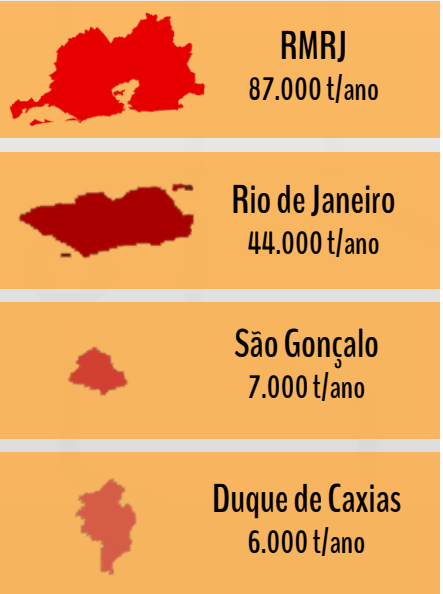 RMRJ
87.000 t/ano
Rio de Janeiro
44.000 t/ano
São Gonçalo
7.000 t/ano
Duque de Caxias
6.000 t/ano